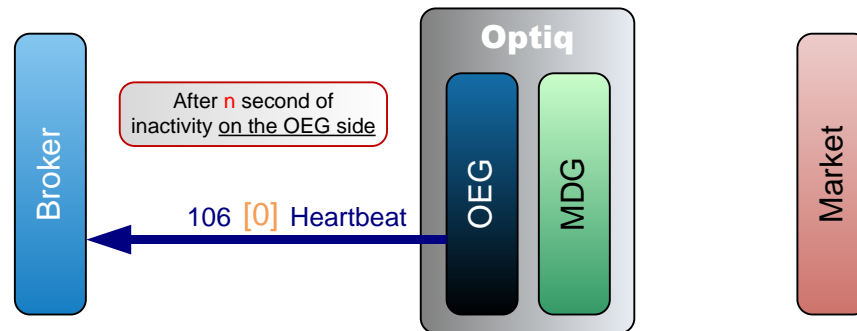 Optiq
After n second of
inactivity on the OEG side
Broker
106 [0] Heartbeat
OEG
MDG
Market